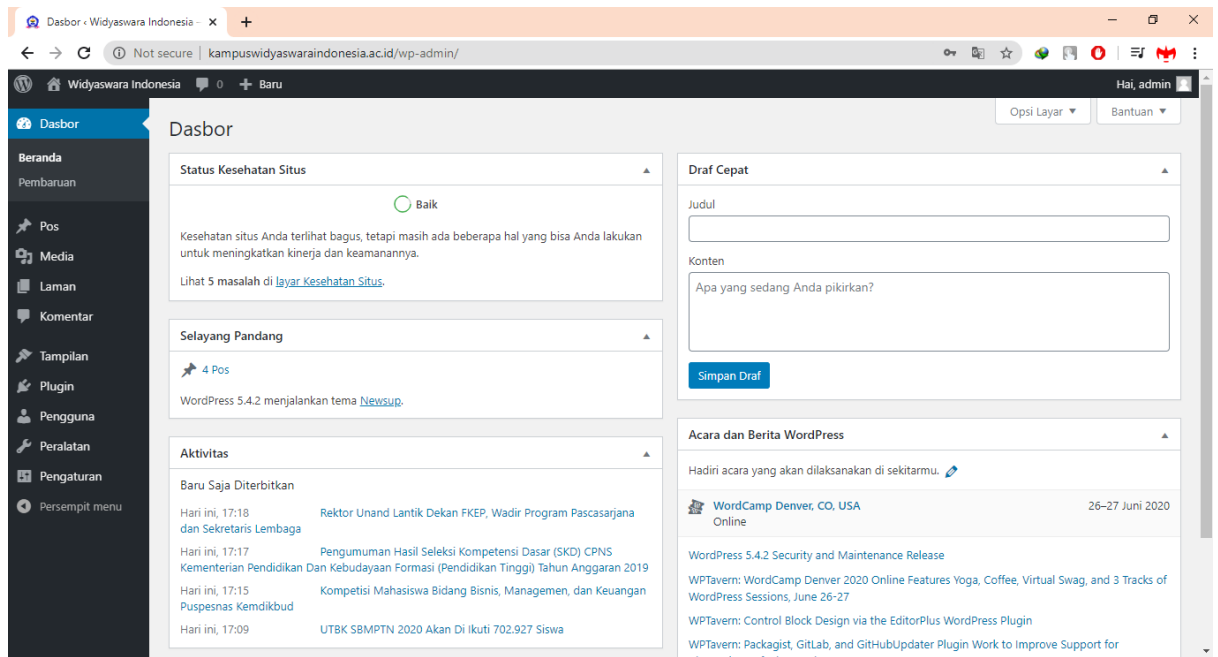 Dasbor ‹ Widyaswara Indonesia –
Not secure | kampuswidyaswaraindonesia.ac.id/wp-admin/
Widyaswara Indonesia 0 + Baru Hai, admin
Opsi Layar ▼ Bantuan ▼
Dasbor
Beranda
Pembaruan
Pos
Media
Laman
Komentar
Tampilan
Plugin
Pengguna
Peralatan
Pengaturan
Persempit menu
Dasbor
Status Kesehatan Situs
Baik
Kesehatan situs Anda terlihat bagus, tetapi masih ada beberapa hal yang bisa Anda lakukan
untuk meningkatkan kinerja dan keamanannya.
Lihat 5 masalah di layar Kesehatan Situs.
Selayang Pandang
4 Pos
WordPress 5.4.2 menjalankan tema Newsup.
Aktivitas
Baru Saja Diterbitkan
Hari ini, 17:18 Rektor Unand Lantik Dekan FKEP, Wadir Program Pascasarjana
dan Sekretaris Lembaga
Hari ini, 17:17 Pengumuman Hasil Seleksi Kompetensi Dasar (SKD) CPNS
Kementerian Pendidikan Dan Kebudayaan Formasi (Pendidikan Tinggi) Tahun Anggaran 2019
Hari ini, 17:15 Kompetisi Mahasiswa Bidang Bisnis, Managemen, dan Keuangan
Puspesnas Kemdikbud
Hari ini, 17:09 UTBK SBMPTN 2020 Akan Di Ikuti 702.927 Siswa
Draf Cepat
Judul
Konten
Apa yang sedang Anda pikirkan?
Simpan Draf
Acara dan Berita WordPress
Hadiri acara yang akan dilaksanakan di sekitarmu.
WordCamp Denver, CO, USA 26–27 Juni 2020
Online
WordPress 5.4.2 Security and Maintenance Release
WPTavern: WordCamp Denver 2020 Online Features Yoga, Coffee, Virtual Swag, and 3 Tracks of
WordPress Sessions, June 26-27
WPTavern: Control Block Design via the EditorPlus WordPress Plugin
WPTavern: Packagist, GitLab, and GitHubUpdater Plugin Work to Improve Support for